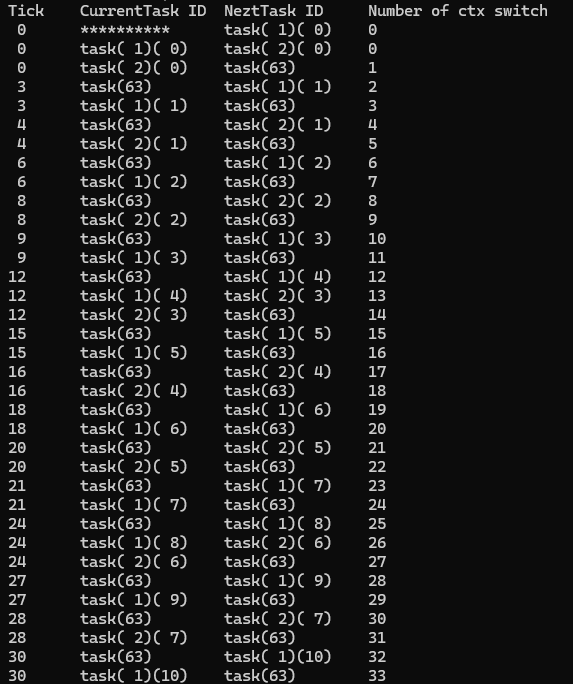 Tick CurrentTask ID NeztTask ID Number of ctx switch
0 ********** task( 1)( 0) 0
0 task( 1)( 0) task( 2)( 0) 0
0 task( 2)( 0) task(63) 1
3 task(63) task( 1)( 1) 2
3 task( 1)( 1) task(63) 3
4 task(63) task( 2)( 1) 4
4 task( 2)( 1) task(63) 5
6 task(63) task( 1)( 2) 6
6 task( 1)( 2) task(63) 7
8 task(63) task( 2)( 2) 8
8 task( 2)( 2) task(63) 9
9 task(63) task( 1)( 3) 10
9 task( 1)( 3) task(63) 11
12 task(63) task( 1)( 4) 12
12 task( 1)( 4) task( 2)( 3) 13
12 task( 2)( 3) task(63) 14
15 task(63) task( 1)( 5) 15
15 task( 1)( 5) task(63) 16
16 task(63) task( 2)( 4) 17
16 task( 2)( 4) task(63) 18
18 task(63) task( 1)( 6) 19
18 task( 1)( 6) task(63) 20
20 task(63) task( 2)( 5) 21
20 task( 2)( 5) task(63) 22
21 task(63) task( 1)( 7) 23
21 task( 1)( 7) task(63) 24
24 task(63) task( 1)( 8) 25
24 task( 1)( 8) task( 2)( 6) 26
24 task( 2)( 6) task(63) 27
27 task(63) task( 1)( 9) 28
27 task( 1)( 9) task(63) 29
28 task(63) task( 2)( 7) 30
28 task( 2)( 7) task(63) 31
30 task(63) task( 1)(10) 32
30 task( 1)(10) task(63) 33